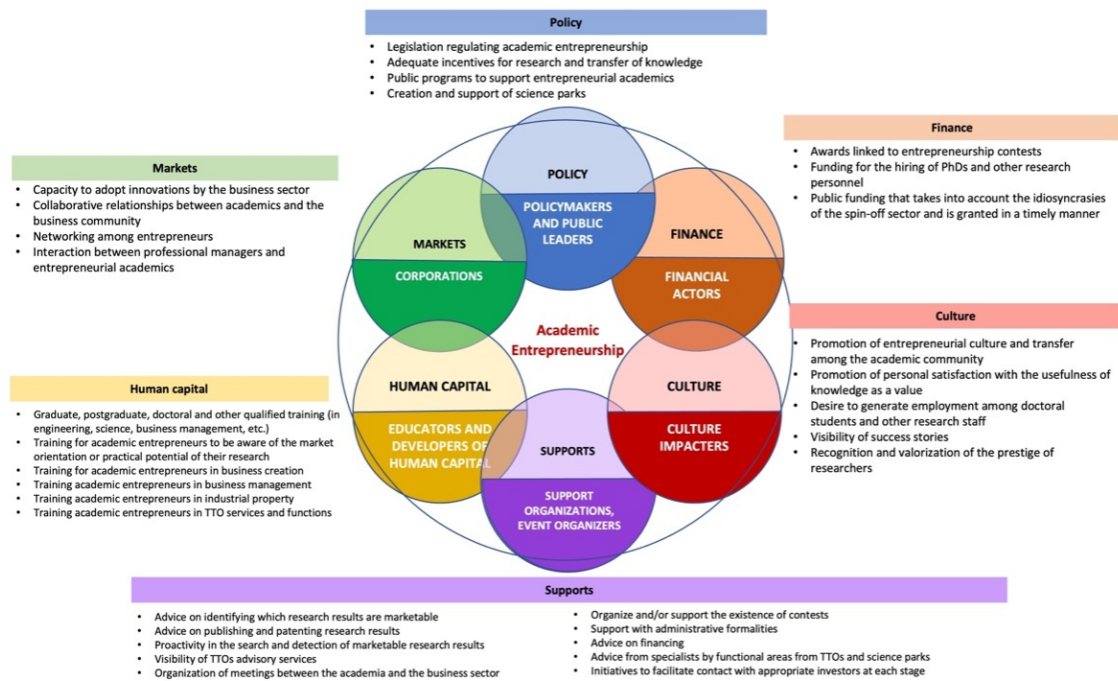 Policy
• Legislation regulating academic entrepreneurship
• Adequate incentives for research and transfer of knowledge
• Public programs to support entrepreneurial academics
• Creation and support of science parks
Finance
• Awards linked to entrepreneurship contests
• Funding for the hiring of PhDs and other research
personnel
• Public funding that takes into account the idiosyncrasies
of the spin-off sector and is granted in a timely manner
Markets
• Capacity to adopt innovations by the business sector
• Collaborative relationships between academics and the
business community
• Networking among entrepreneurs
• Interaction between professional managers and
entrepreneurial academics
POLICY
POLICYMAKERS
AND PUBLIC
LEADERS
MARKETS
CORPORATIONS
FINANCE
FINANCIAL
ACTORS
Academic
Entrepreneurship
HUMAN CAPITAL
EDUCATORS AND
DEVELOPERS OF
HUMAN CAPITAL
CULTURE
CULTURE
IMPACTERS
SUPPORTS
SUPPORT
ORGANIZATIONS,
EVENT ORGANIZERS
Culture
• Promotion of entrepreneurial culture and transfer
among the academic community
• Promotion of personal satisfaction with the usefulness of
knowledge as a value
• Desire to generate employment among doctoral
students and other research staff
• Visibility of success stories
• Recognition and valorization of the prestige of
researchers
Human capital
• Graduate, postgraduate, doctoral and other qualified training (in
engineering, science, business management, etc.)
• Training for academic entrepreneurs to be aware of the market
orientation or practical potential of their research
• Training for academic entrepreneurs in business creation
• Training academic entrepreneurs in business management
• Training academic entrepreneurs in industrial property
• Training academic entrepreneurs in TTO services and functions
Supports
• Advice on identifying which research results are marketable
• Advice on publishing and patenting research results
• Proactivity in the search and detection of marketable research results
• Visibility of TTOs advisory services
• Organization of meetings between the academia and the business sector
• Organize and/or support the existence of contests
• Support with administrative formalities
• Advice on financing
• Advice from specialists by functional areas from TTOs and science parks
• Initiatives to facilitate contact with appropriate investors at each stage